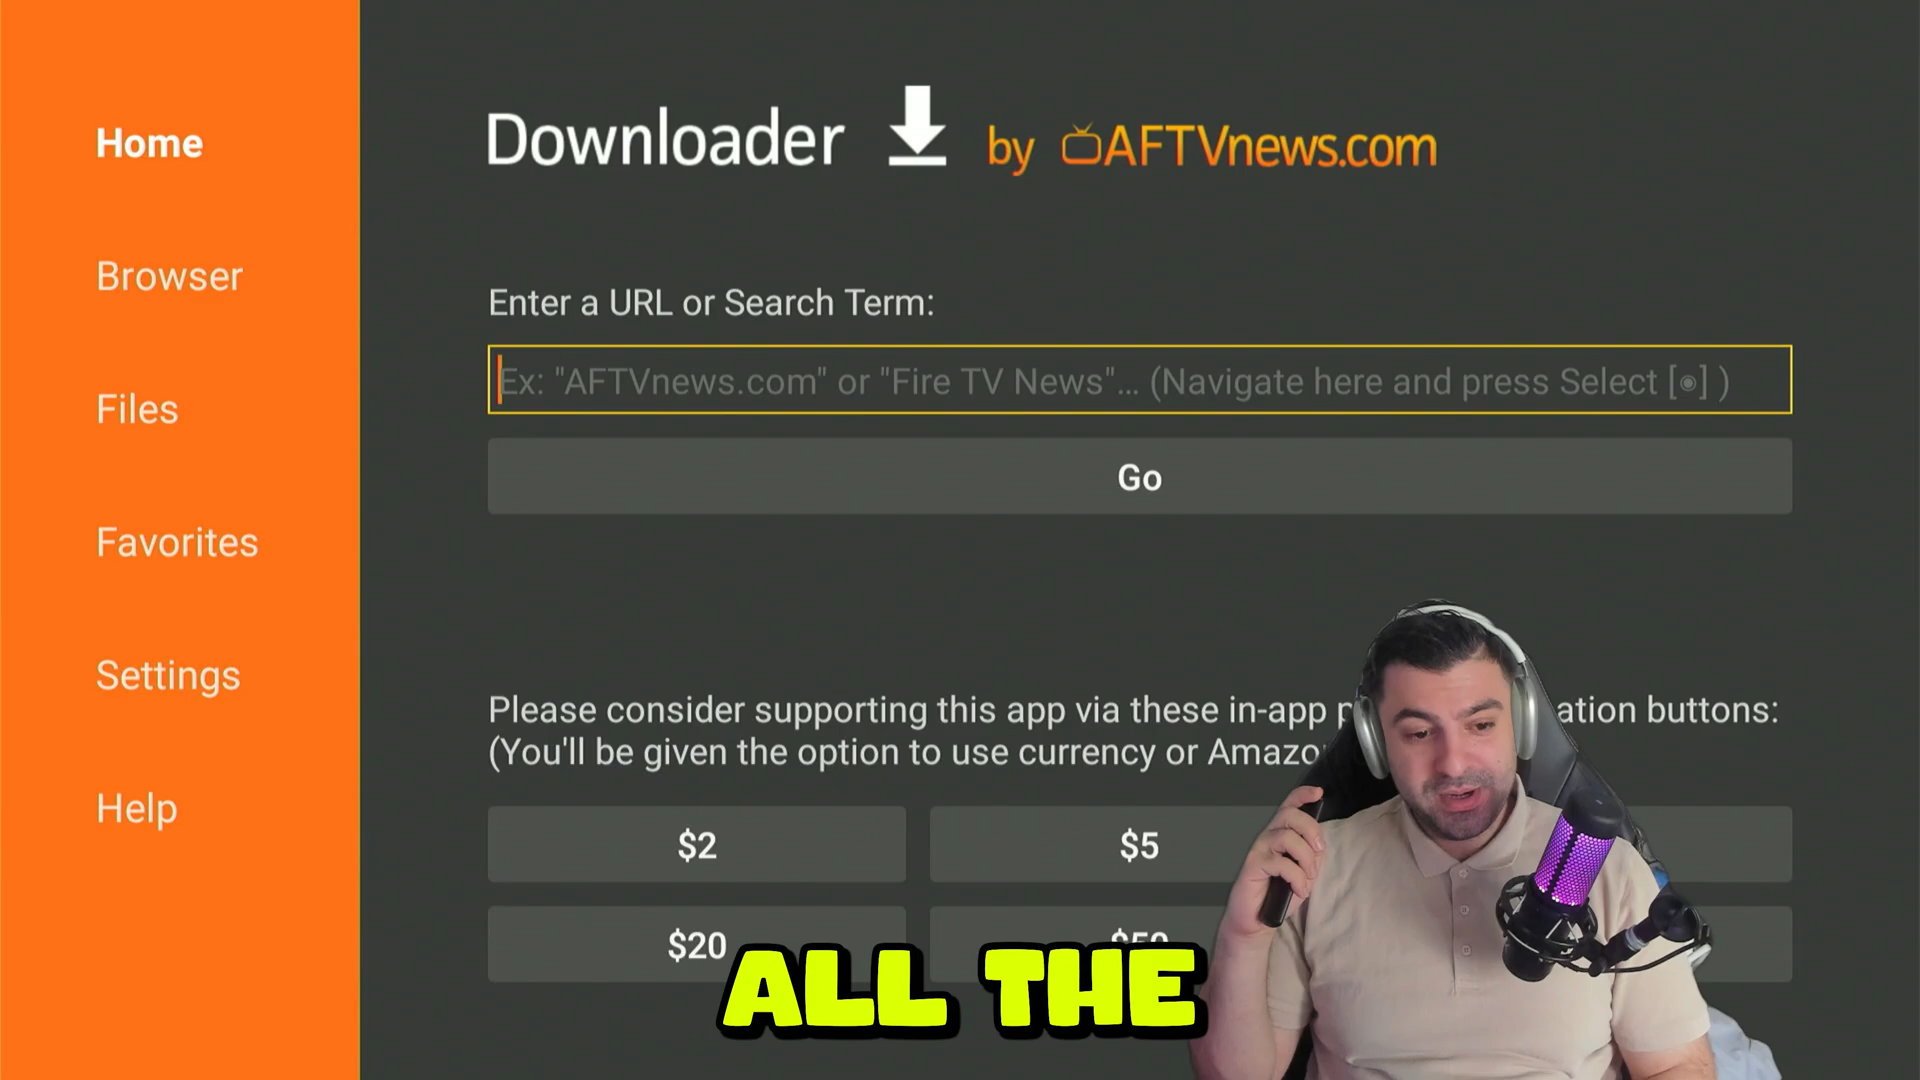 Home
Browser
Files
Favorites
Settings
Help
Downloader by AFTVnews.com
Enter a URL or Search Term:
Ex: "AFTVnews.com" or "Fire TV News"... (Navigate here and press Select [◉] )
Go
Please consider supporting this app via these in-app buttons:
(You'll be given the option to use currency or
$2
$5
$20
$50
ALL THE